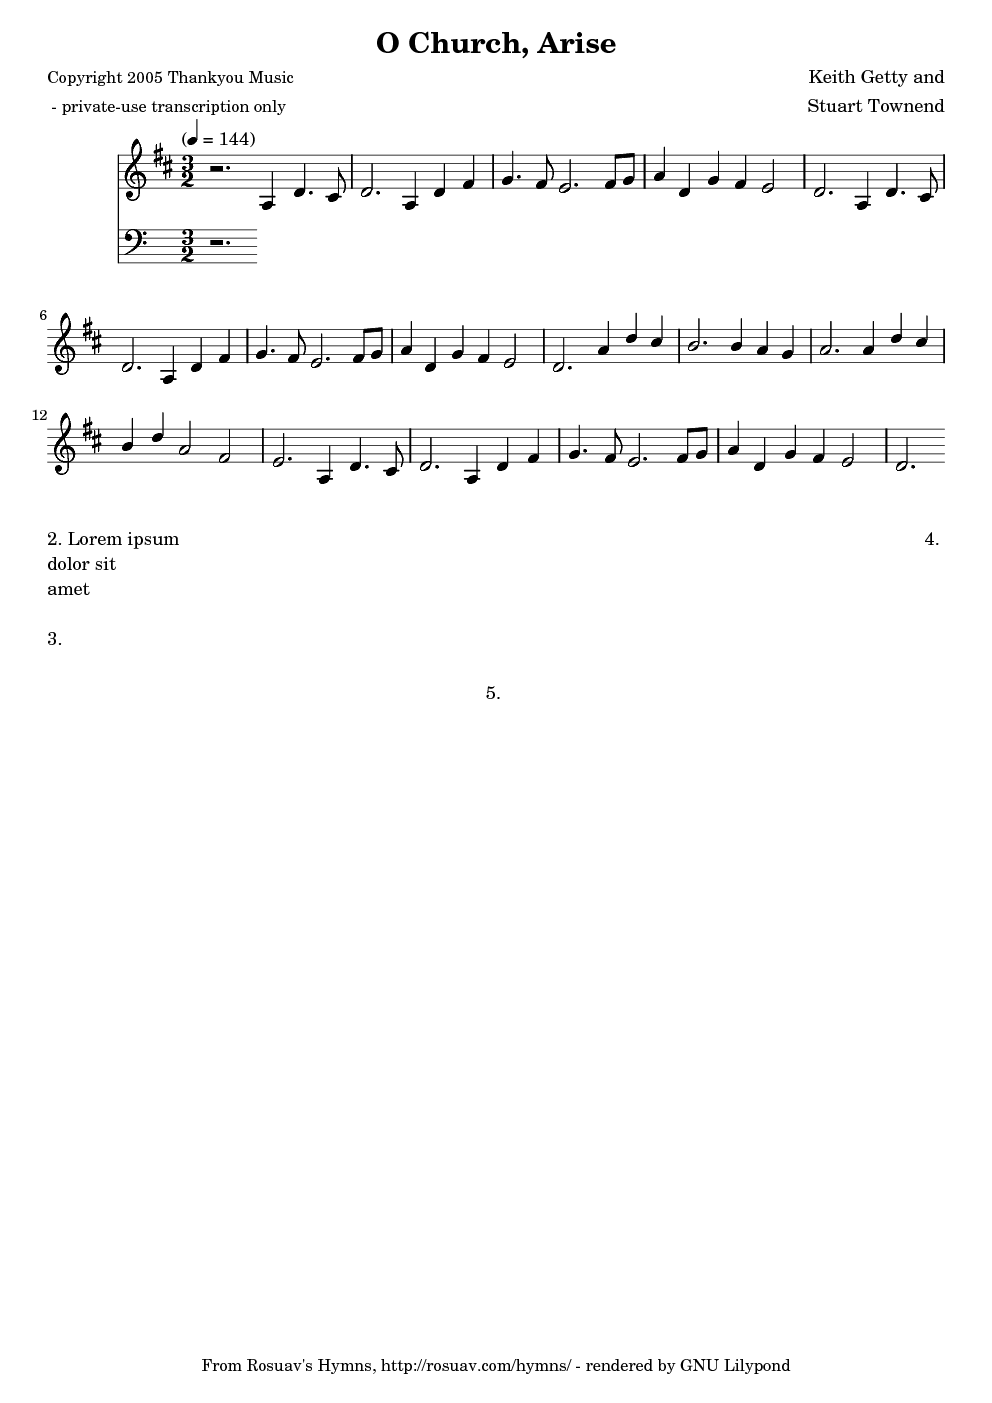 O Church, Arise
Copyright 2005 Thankyou Music
Keith Getty and
- private-use transcription only
Stuart Townend
(♩ = 144)
3
2
3
2
6
12
2. Lorem ipsum
4.
dolor sit
amet
3.
5.
From Rosuav's Hymns, http://rosuav.com/hymns/ - rendered by GNU Lilypond